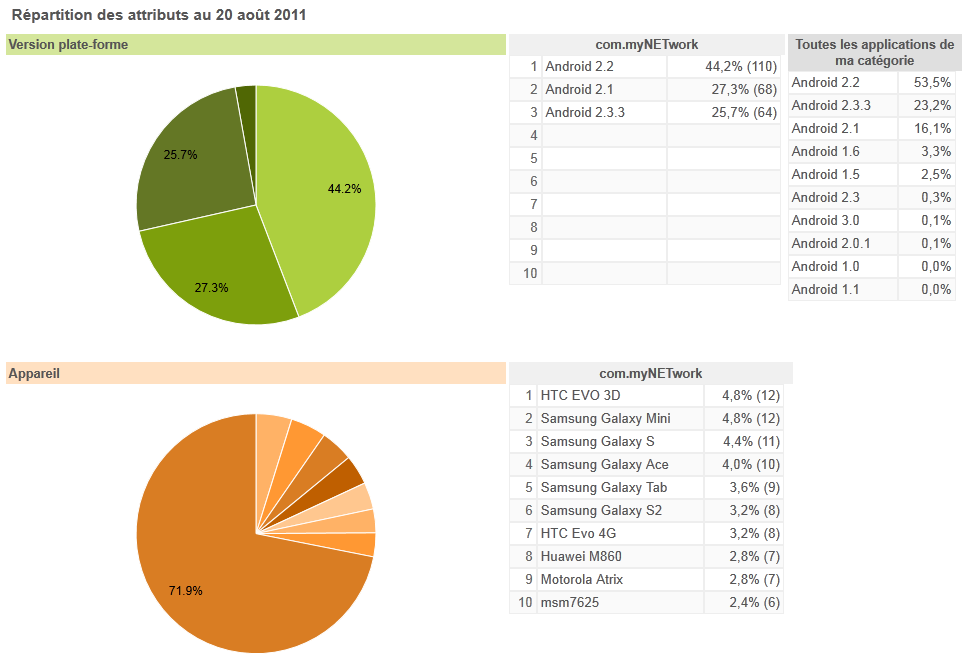 Répartition des attributs au 20 août 2011
Version plate-forme
44.2%
27.3%
25.7%
com.myNETwork
1 Android 2.2 44,2% (110)
2 Android 2.1 27,3% (68)
3 Android 2.3.3 25,7% (64)
4
5
6
7
8
9
10
Toutes les applications de
ma catégorie
Android 2.2 53,5%
Android 2.3.3 23,2%
Android 2.1 16,1%
Android 1.6 3,3%
Android 1.5 2,5%
Android 2.3 0,3%
Android 3.0 0,1%
Android 2.0.1 0,1%
Android 1.0 0,0%
Android 1.1 0,0%
Appareil
71.9%
com.myNETwork
1 HTC EVO 3D 4,8% (12)
2 Samsung Galaxy Mini 4,8% (12)
3 Samsung Galaxy S 4,4% (11)
4 Samsung Galaxy Ace 4,0% (10)
5 Samsung Galaxy Tab 3,6% (9)
6 Samsung Galaxy S2 3,2% (8)
7 HTC Evo 4G 3,2% (8)
8 Huawei M860 2,8% (7)
9 Motorola Atrix 2,8% (7)
10 msm7625 2,4% (6)